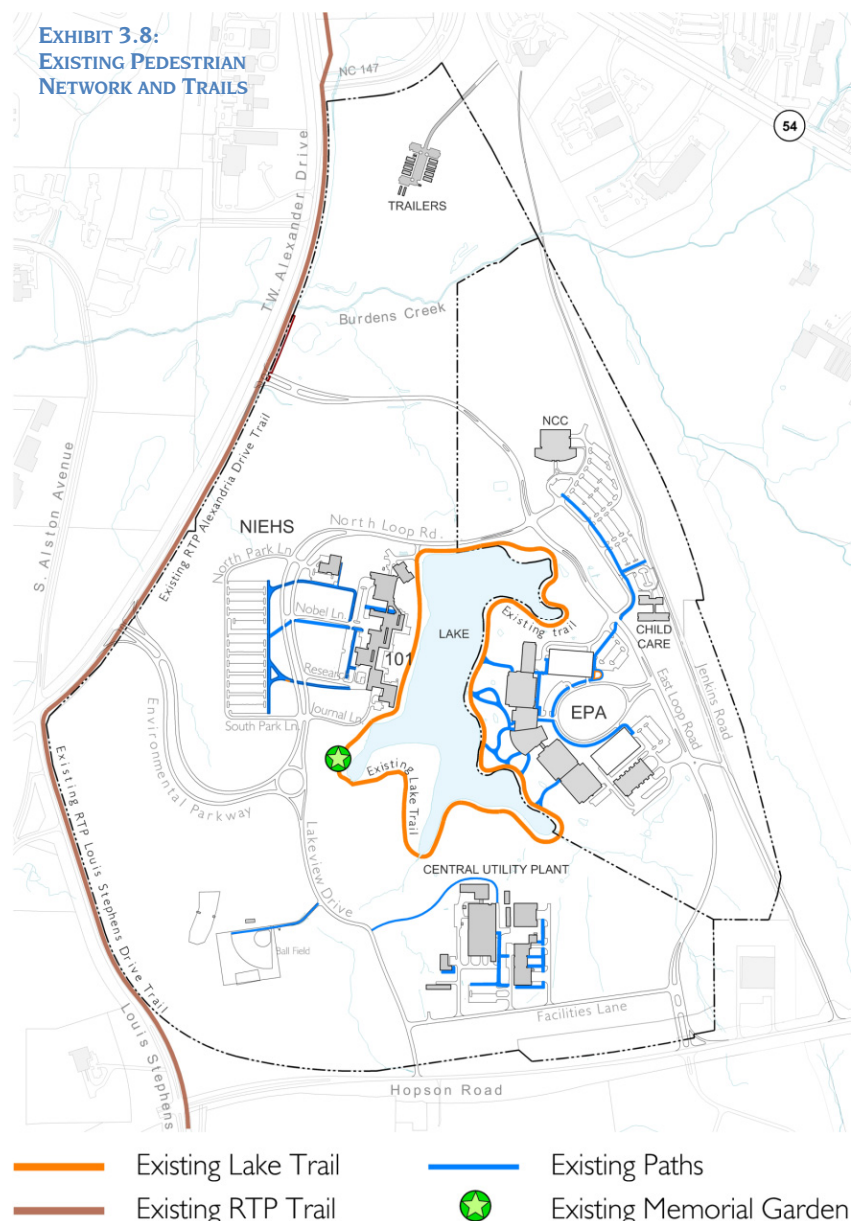 EXHIBIT 3.8:
EXISTING PEDESTRIAN
NETWORK AND TRAILS
NC 147
54
TRAILERS
T.W. Alexander Drive
Burdens Creek
S. Alston Avenue
Existing RTP Alexandria Drive Trail
NCC
NIEHS
North Loop Rd.
North Park Ln.
Nobel Ln.
LAKE
Existing trail
CHILD
CARE
101
Research Ln.
Journal Ln.
South Park Ln.
EPA
East Loop Road
Jenkins Road
Environmental Parkway
Existing
Lake Trail
Existing RTP Louis Stephens Drive Trail
Lakeview Drive
CENTRAL UTILITY PLANT
Ball Field
Facilities Lane
Louis Stephens
Hopson Road
Existing Lake Trail
Existing Paths
Existing RTP Trail
Existing Memorial Garden